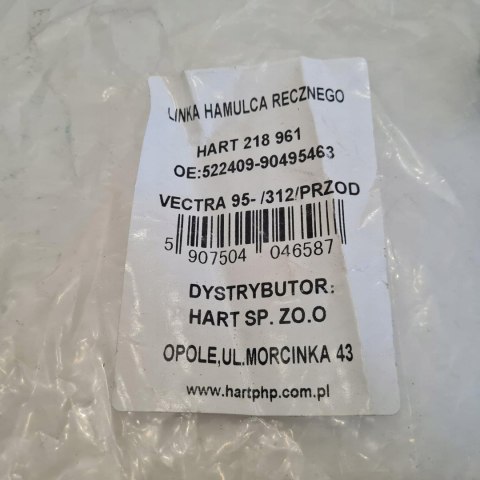 LINKA HAMULCA RECZNEGO
HART 218 961
OE:522409-90495463
VECTRA 95- /312/PRZOD
5 907504 046587
DYSTRYBUTOR:
HART SP. ZO.O
OPOLE,UL.MORCINKA 43
www.hartphp.com.pl